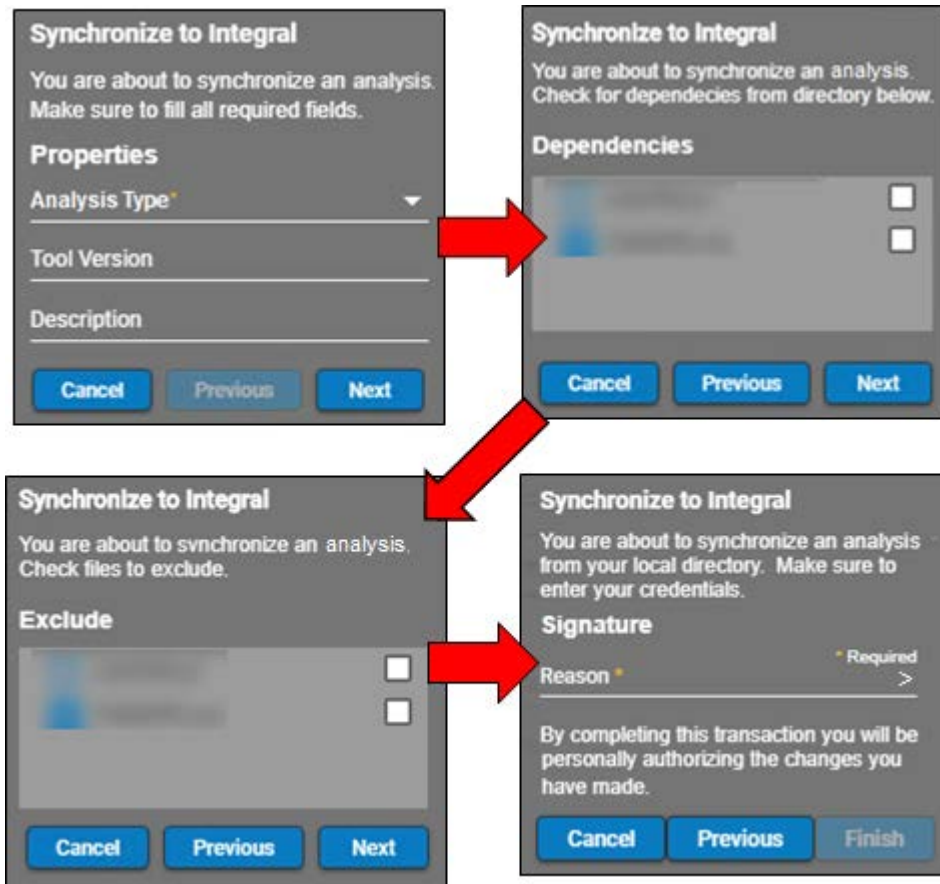 Synchronize to Integral
You are about to synchronize an analysis.
Make sure to fill all required fields.
Properties
Analysis Type*
Tool Version
Description
Cancel Previous Next
Synchronize to Integral
You are about to synchronize an analysis.
Check for dependecies from directory below.
Dependencies
Cancel Previous Next
Synchronize to Integral
You are about to svnchronize an analysis.
Check files to exclude.
Exclude
Cancel Previous Next
Synchronize to Integral
You are about to synchronize an analysis
from your local directory. Make sure to
enter your credentials.
Signature
* Required
Reason * >
By completing this transaction you will be
personally authorizing the changes you
have made.
Cancel Previous Finish